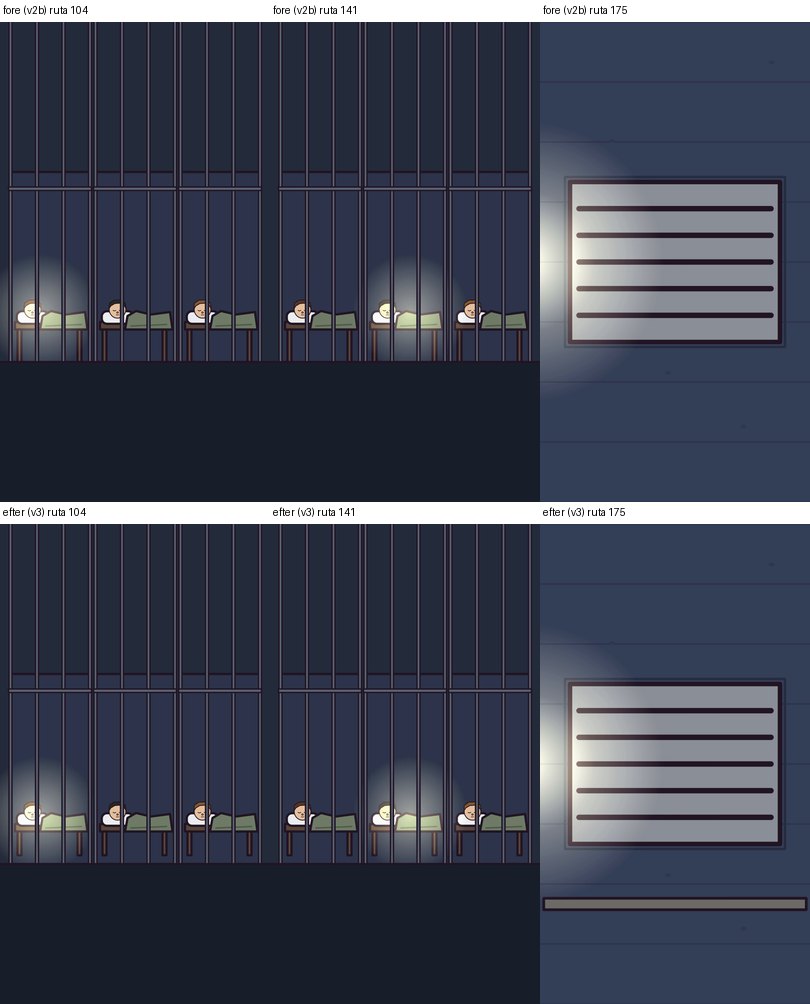 fore (v2b) ruta 104
fore (v2b) ruta 141
fore (v2b) ruta 175
efter (v3) ruta 104
efter (v3) ruta 141
efter (v3) ruta 175